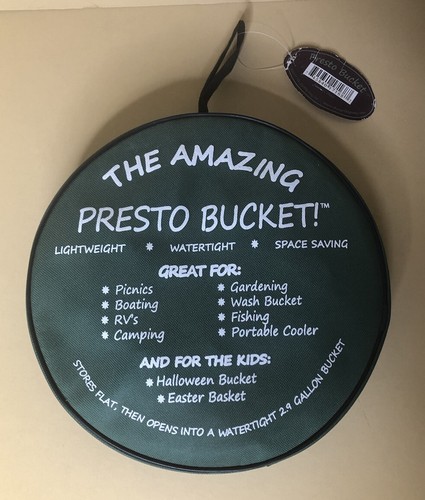 Presto Bucket
THE AMAZING
PRESTO BUCKET!™
LIGHTWEIGHT * WATERTIGHT * SPACE SAVING
GREAT FOR:
* Picnics * Gardening
* Boating * Wash Bucket
* RV's * Fishing
* Camping * Portable Cooler
AND FOR THE KIDS:
* Halloween Bucket
* Easter Basket
STORES FLAT, THEN OPENS INTO A WATERTIGHT 2.9 GALLON BUCKET